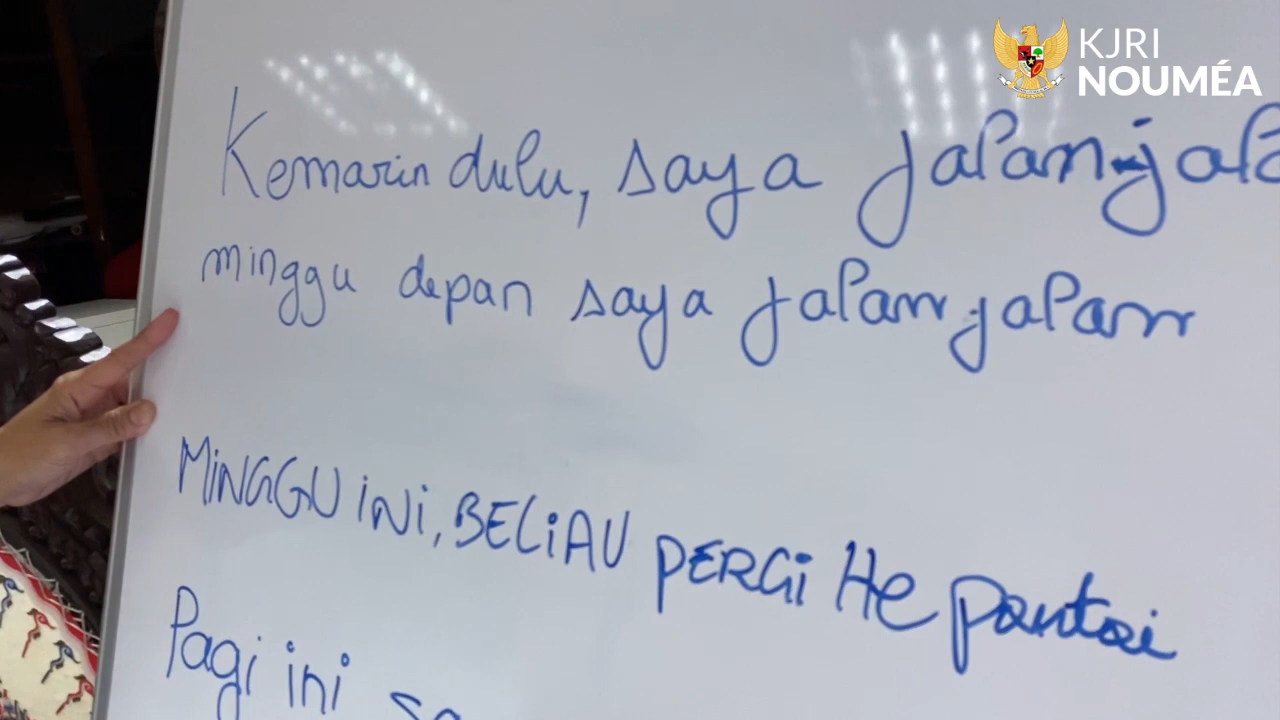 KJRI
NOUMÉA
Kemarin dulu, saya jalan-jala
minggu depan saya jalan jalan
MiNGGU iNi, BELiAU PERGi Ke pantai
Pagi ini sa